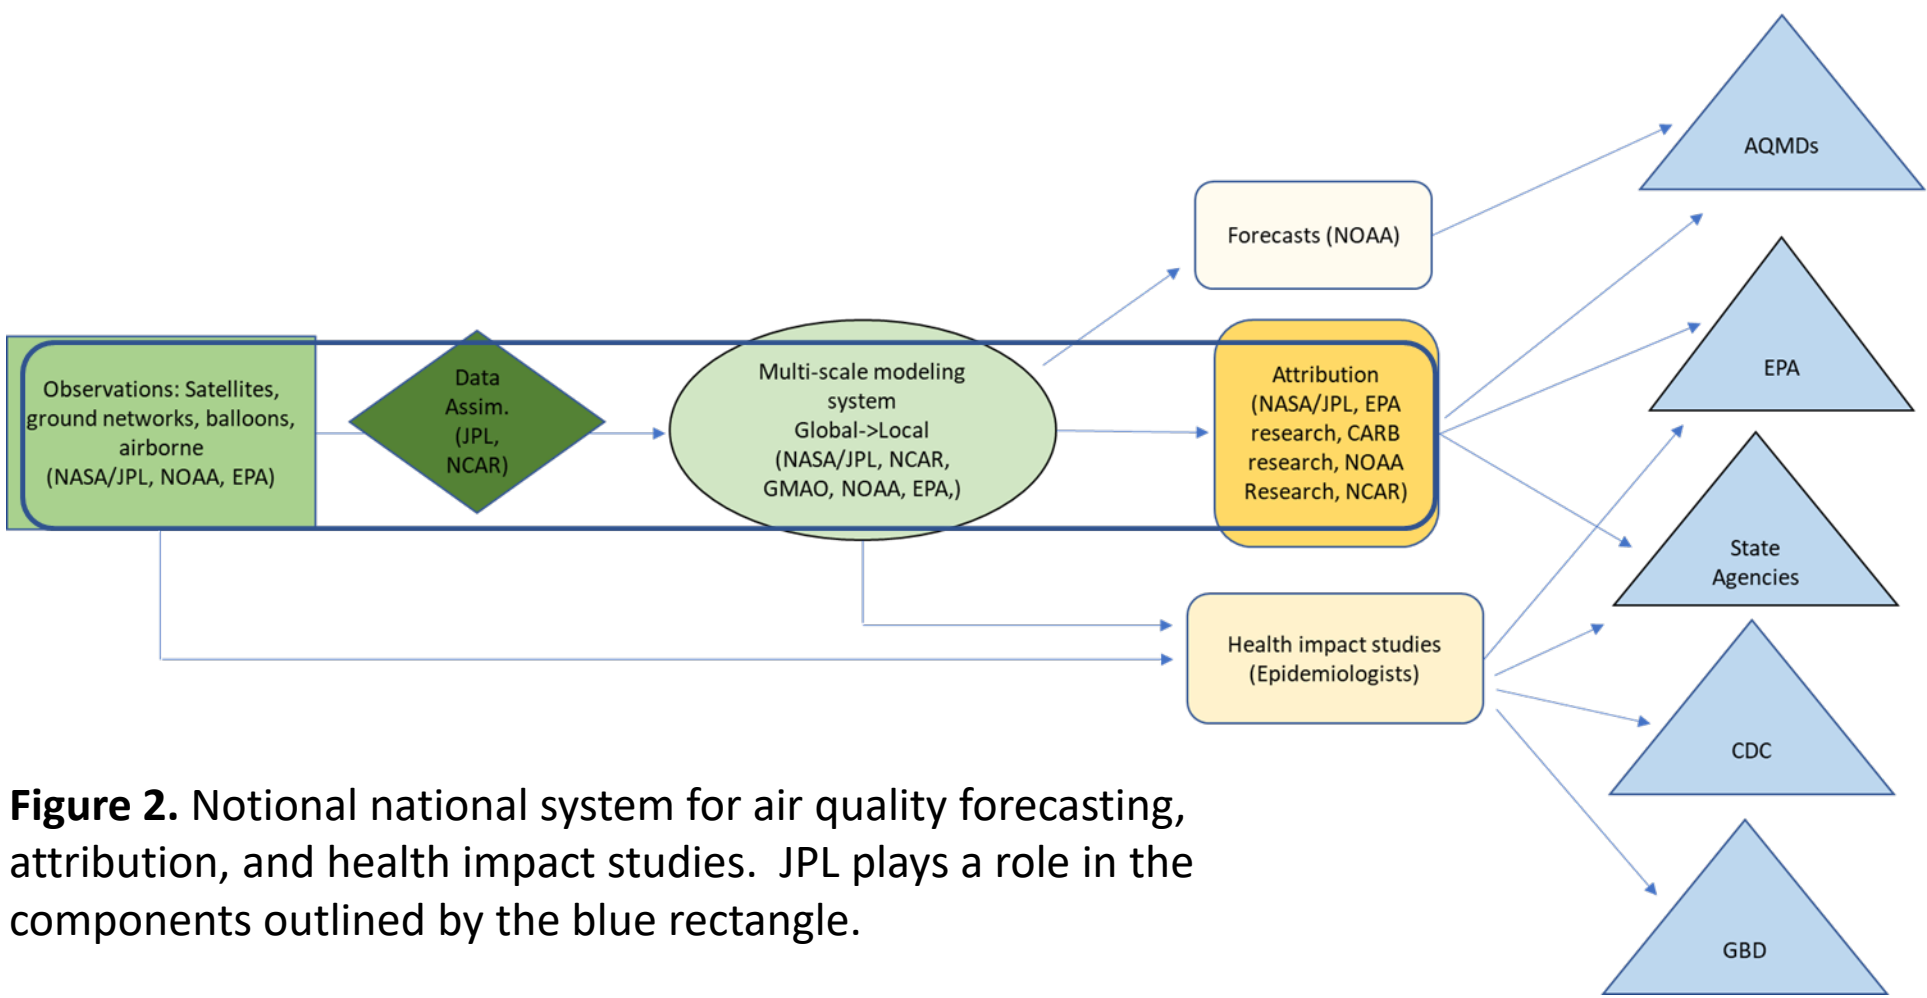 Observations: Satellites,
ground networks, balloons,
airborne
(NASA/JPL, NOAA, EPA)
Data
Assim.
(JPL,
NCAR)
Multi-scale modeling
system
Global->Local
(NASA/JPL, NCAR,
GMAO, NOAA, EPA,)
Forecasts (NOAA)
Attribution
(NASA/JPL, EPA
research, CARB
research, NOAA
Research, NCAR)
Health impact studies
(Epidemiologists)
AQMDs
EPA
State
Agencies
CDC
GBD
Figure 2. Notional national system for air quality forecasting,
attribution, and health impact studies.  JPL plays a role in the
components outlined by the blue rectangle.